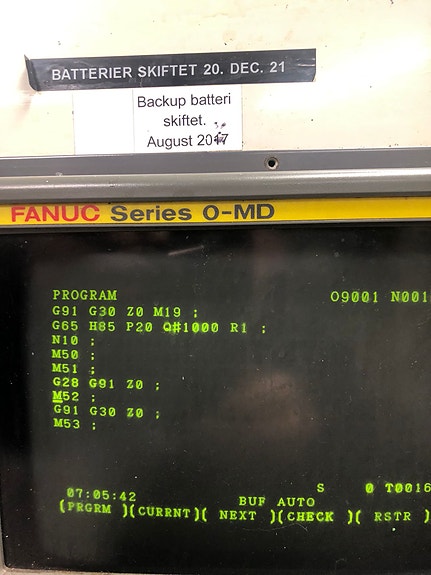 BATTERIER SKIFTET 20. DEC. 21
Backup batteri
skiftet.
August 2017
FANUC Series O-MD
PROGRAM O9001 N001
G91 G30 Z0 M19 ;
G65 H85 P20 Q#1000 R1 ;
N10 ;
M50 ;
M51 ;
G28 G91 Z0 ;
M52 ;
G91 G30 Z0 ;
M53 ;
S 0 T0016
07:05:42 BUF AUTO
(PRGRM )(CURRNT)( NEXT )(CHECK )( RSTR )